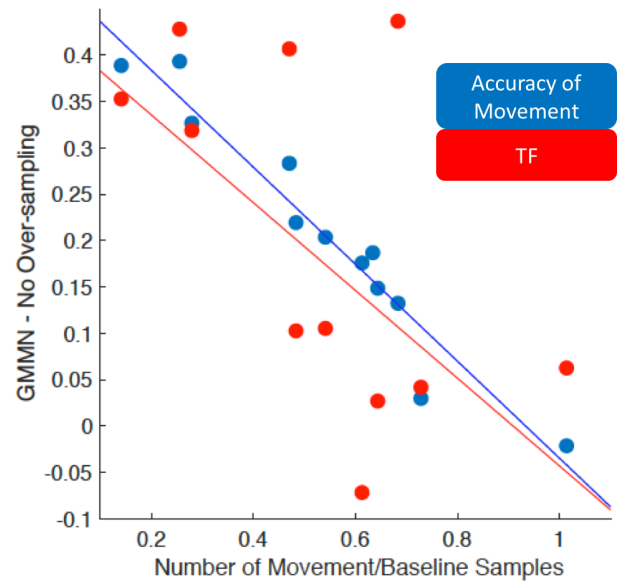 0.4
0.35
0.3
0.25
0.2
0.15
0.1
0.05
0
-0.05
-0.1
GMMN - No Over-sampling
Accuracy of
Movement
TF
0.2 0.4 0.6 0.8 1
Number of Movement/Baseline Samples